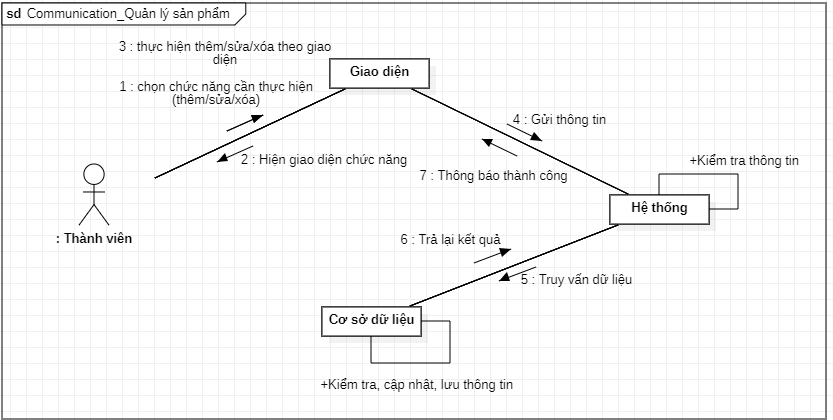 sd Communication_Quản lý sản phẩm
3 : thực hiện thêm/sửa/xóa theo giao
diện
Giao diện
1 : chọn chức năng cần thực hiện
(thêm/sửa/xóa)
4 : Gửi thông tin
2 : Hiện giao diện chức năng
+Kiểm tra thông tin
7 : Thông báo thành công
Hệ thống
: Thành viên
6 : Trả lại kết quả
5 : Truy vấn dữ liệu
Cơ sở dữ liệu
+Kiểm tra, cập nhật, lưu thông tin